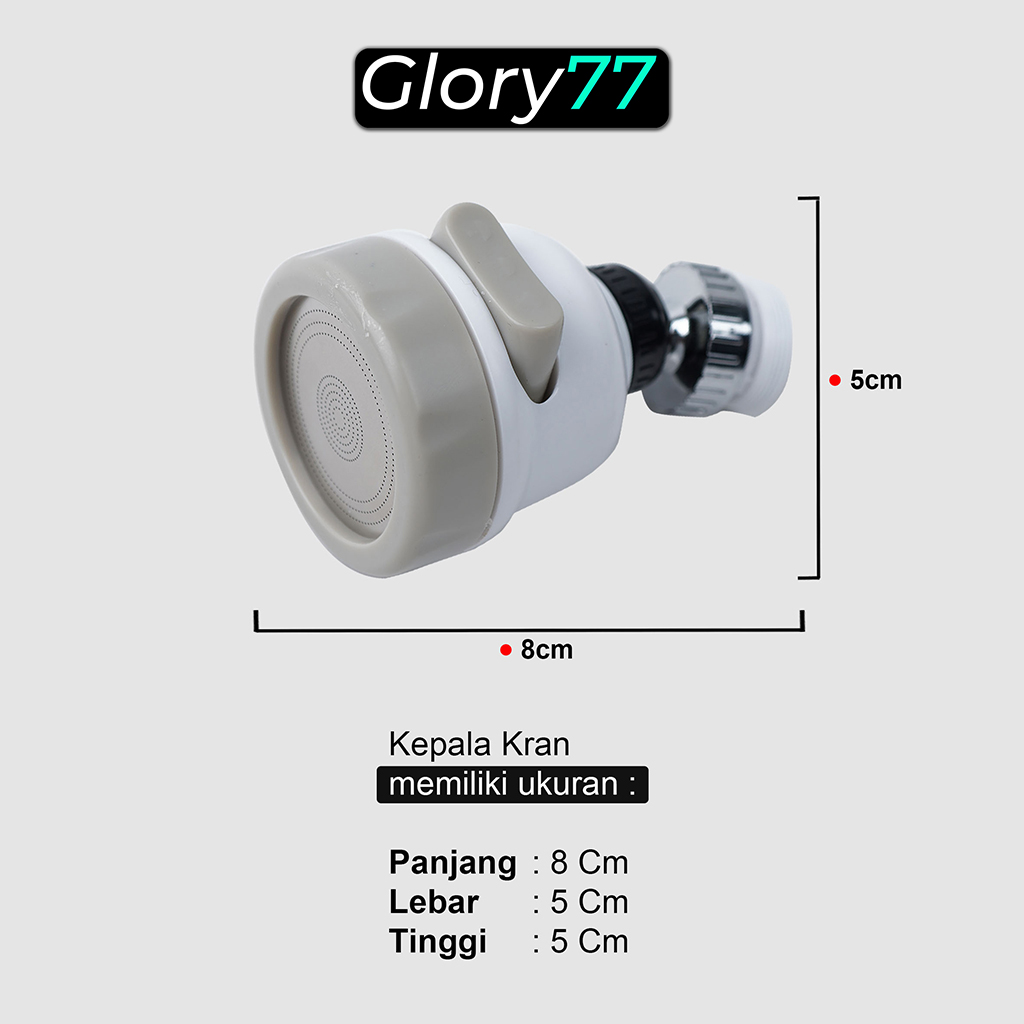 Glory77
5cm
8cm
Kepala Kran
memiliki ukuran :
Panjang : 8 Cm
Lebar : 5 Cm
Tinggi : 5 Cm